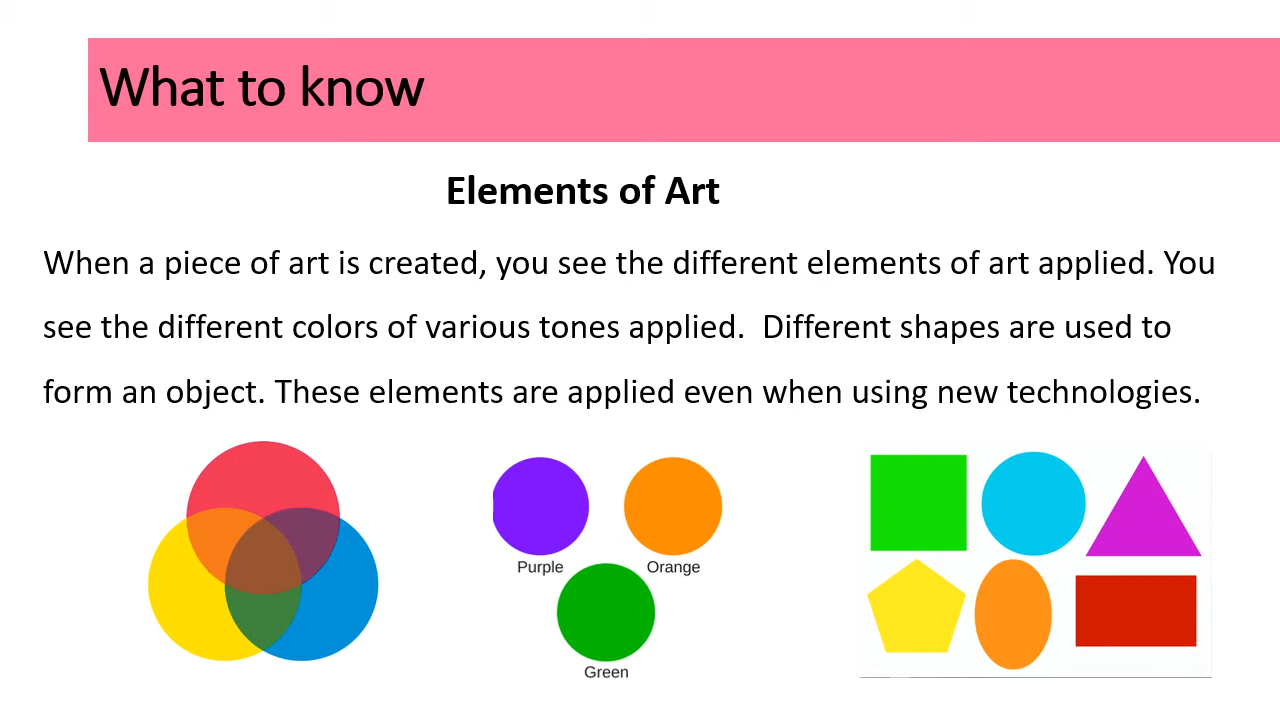 What to know
Elements of Art
When a piece of art is created, you see the different elements of art applied. You
see the different colors of various tones applied.  Different shapes are used to
form an object. These elements are applied even when using new technologies.
Purple
Orange
Green